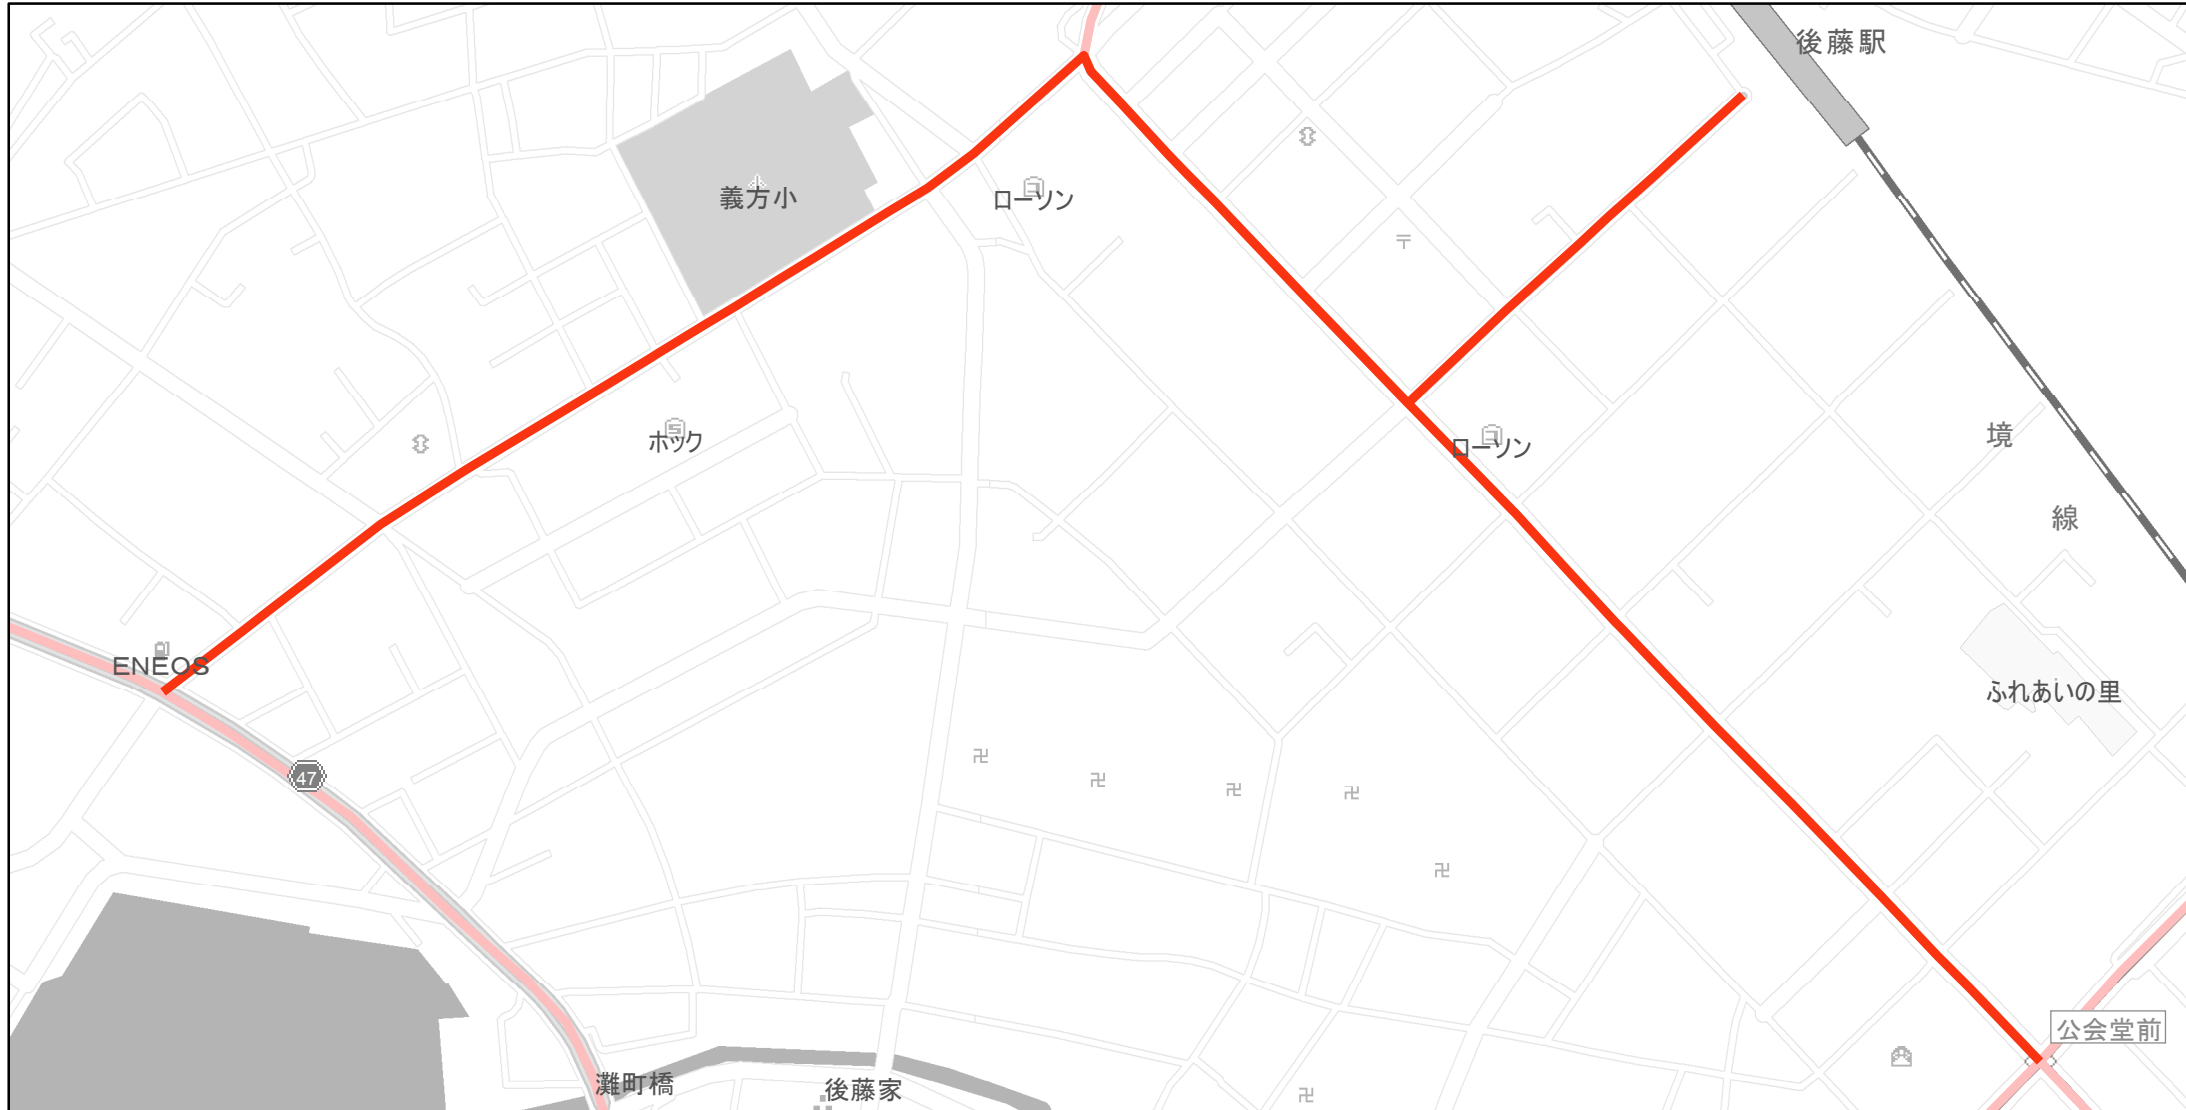 後藤駅
義方小
ローソン
ホック
ローソン
境
線
ENEOS
ふれあいの里
47
公会堂前
灘町橋
後藤家